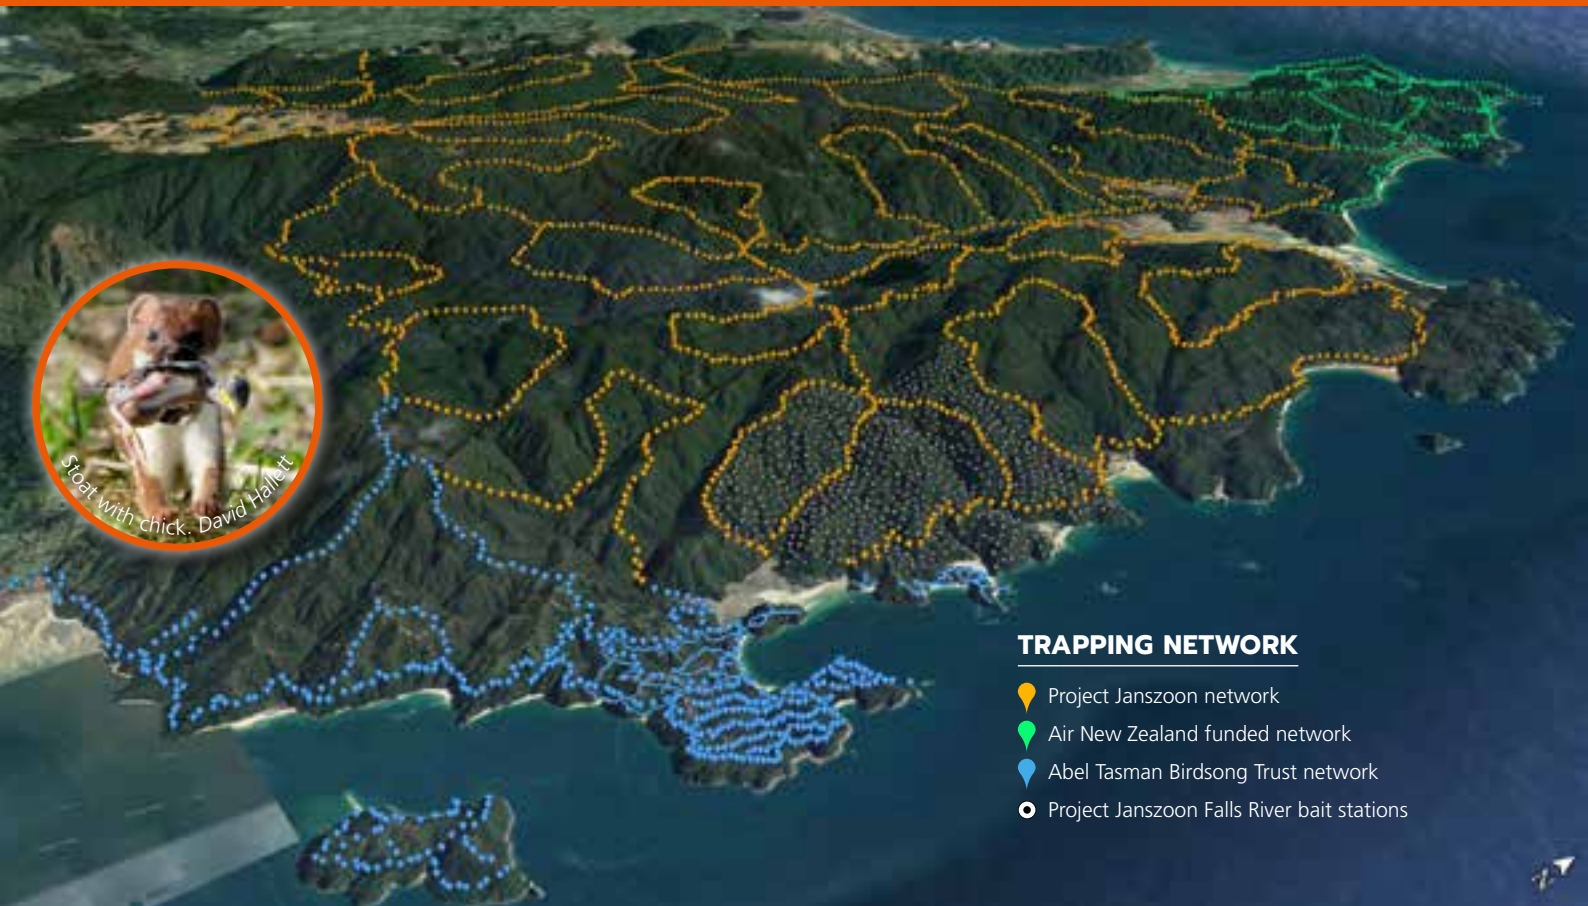 Stoat with chick. David Hallett
TRAPPING NETWORK
Project Janszoon network
Air New Zealand funded network
Abel Tasman Birdsong Trust network
Project Janszoon Falls River bait stations